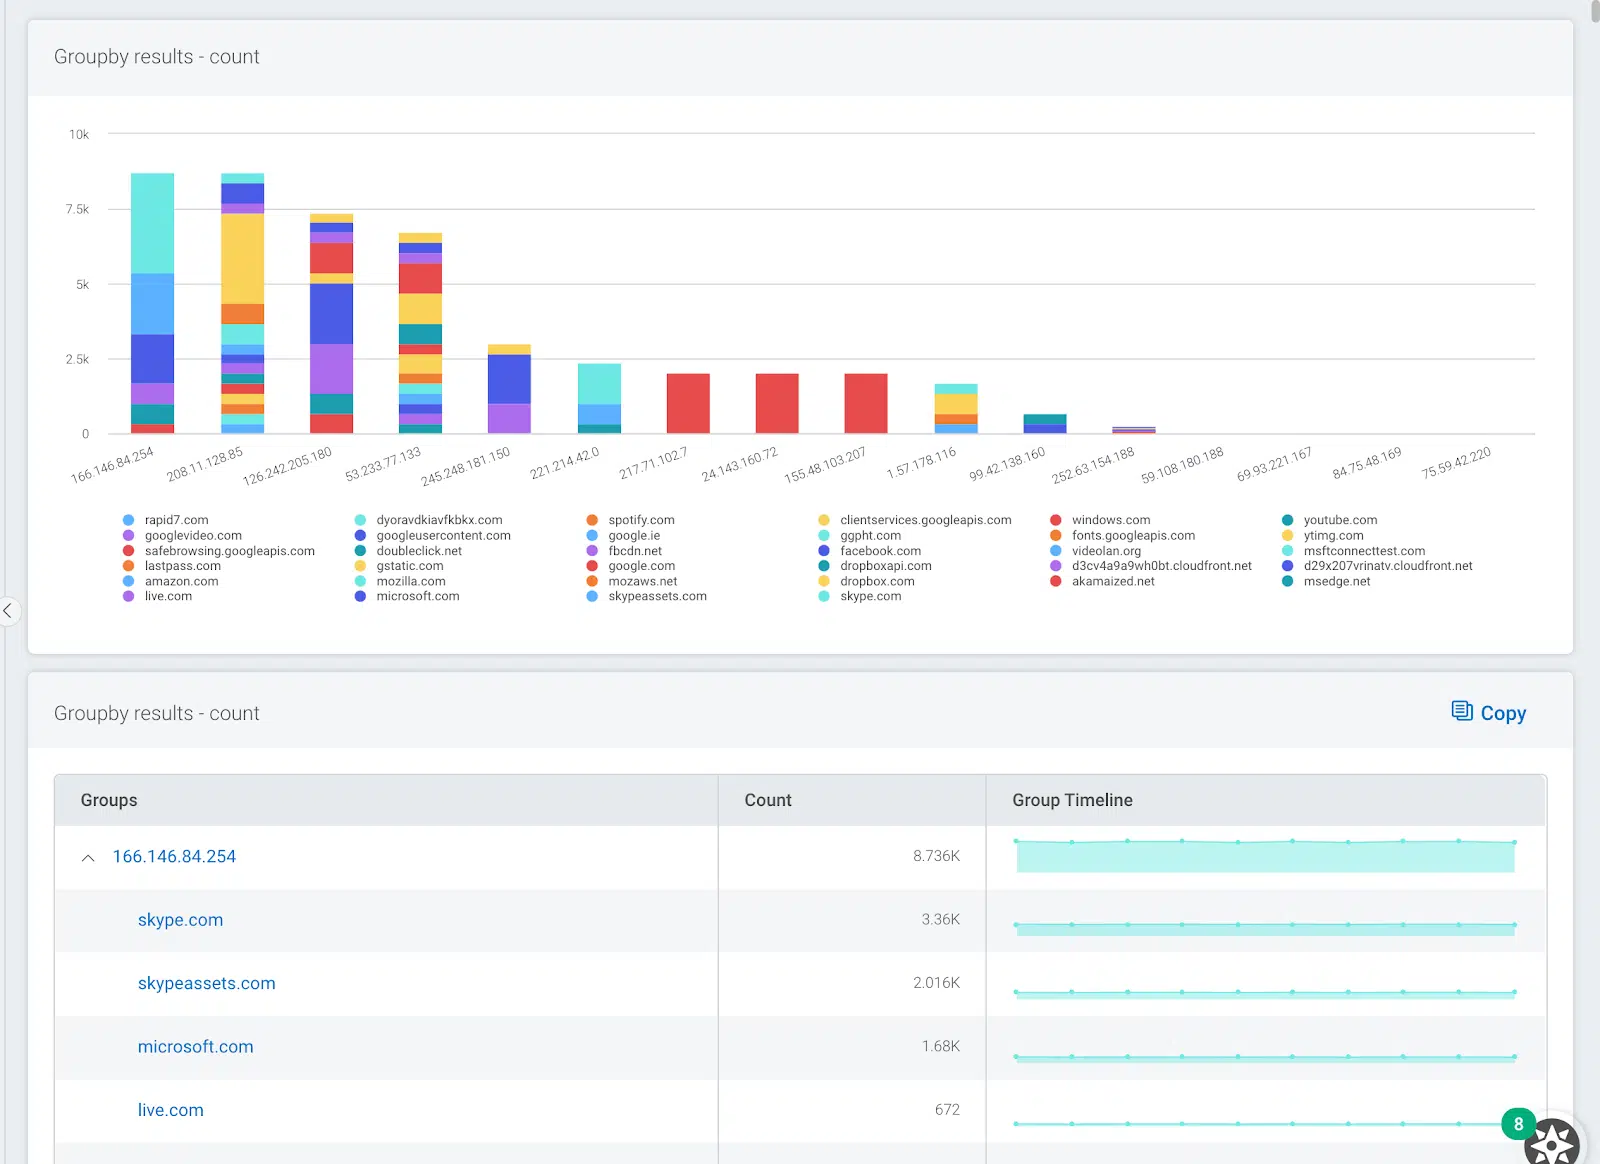 Groupby results - count
10k
7.5k
5k
2.5k
0
166.146.84.254
208.11.128.85
126.242.205.180
53.233.77.133
245.248.181.150
221.214.42.0
217.71.102.7
24.143.160.72
155.48.103.207
1.57.178.116
99.42.138.160
252.63.154.188
59.108.180.188
69.93.221.167
84.75.48.169
75.59.42.220
rapid7.com
googlevideo.com
safebrowsing.googleapis.com
lastpass.com
amazon.com
live.com
dyoravdkiavfkbkx.com
googleusercontent.com
doubleclick.net
gstatic.com
mozilla.com
microsoft.com
spotify.com
google.ie
fbcdn.net
google.com
mozaws.net
skypeassets.com
clientservices.googleapis.com
ggpht.com
facebook.com
dropboxapi.com
dropbox.com
skype.com
windows.com
fonts.googleapis.com
videolan.org
d3cv4a9a9wh0bt.cloudfront.net
akamaized.net
youtube.com
ytimg.com
msftconnecttest.com
d29x207vrinatv.cloudfront.net
msedge.net
Groupby results - count
Copy
Groups Count Group Timeline
166.146.84.254 8.736K
skype.com 3.36K
skypeassets.com 2.016K
microsoft.com 1.68K
live.com 672
8